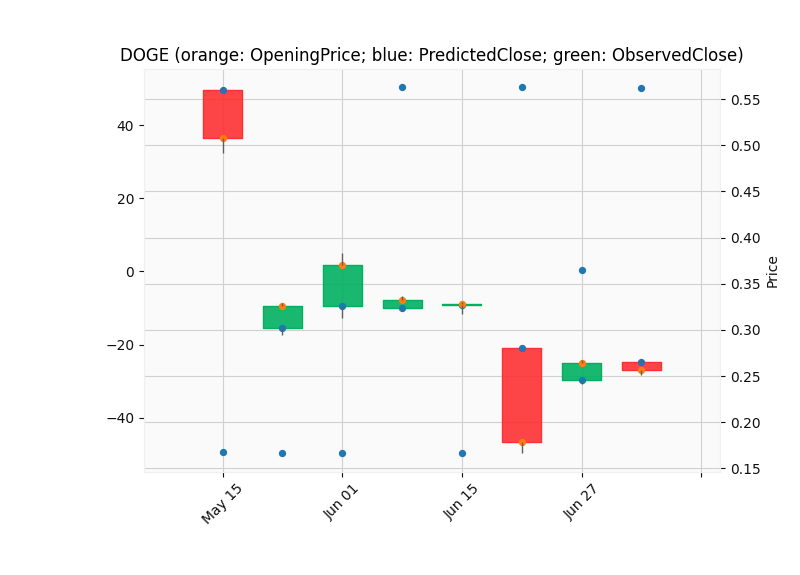 DOGE (orange: OpeningPrice; blue: PredictedClose; green: ObservedClose)
40
20
0
−20
−40
0.55
0.50
0.45
0.40
0.35
0.30
0.25
0.20
0.15
Price
May 15
Jun 01
Jun 15
Jun 27